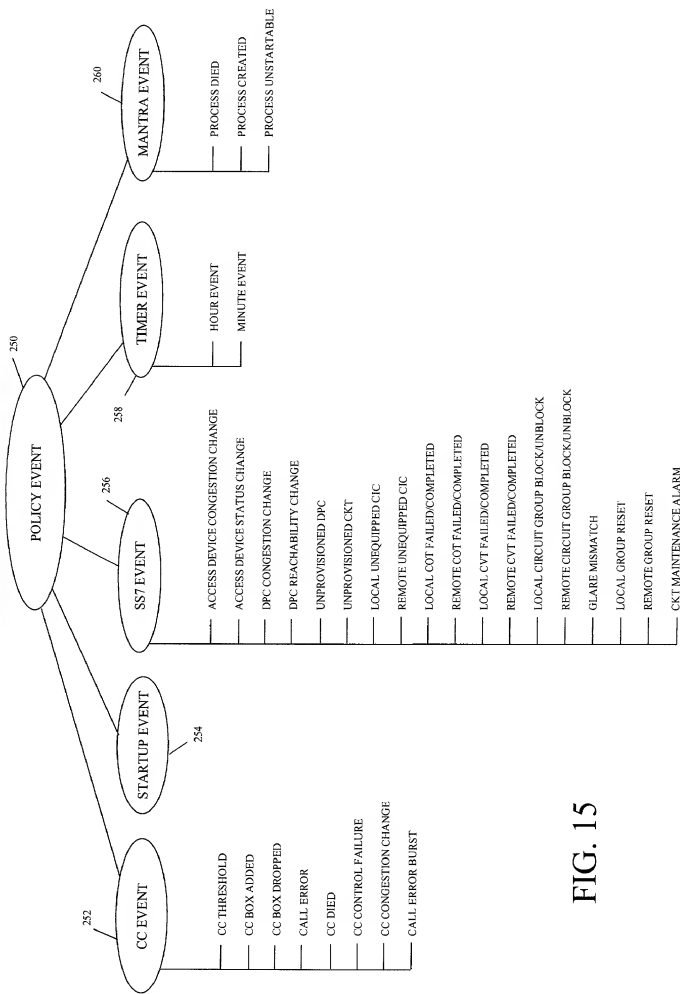 250
POLICY EVENT
252
CC EVENT
CC THRESHOLD
CC BOX ADDED
CC BOX DROPPED
CALL ERROR
CC DIED
CC CONTROL FAILURE
CC CONGESTION CHANGE
CALL ERROR BURST
STARTUP EVENT
254
256
SS7 EVENT
ACCESS DEVICE CONGESTION CHANGE
ACCESS DEVICE STATUS CHANGE
DPC CONGESTION CHANGE
DPC REACHABILITY CHANGE
UNPROVISIONED DPC
UNPROVISIONED CKT
LOCAL UNEQUIPPED CIC
REMOTE UNEQUIPPED CIC
LOCAL COT FAILED/COMPLETED
REMOTE COT FAILED/COMPLETED
LOCAL CVT FAILED/COMPLETED
REMOTE CVT FAILED/COMPLETED
LOCAL CIRCUIT GROUP BLOCK/UNBLOCK
REMOTE CIRCUIT GROUP BLOCK/UNBLOCK
GLARE MISMATCH
LOCAL GROUP RESET
REMOTE GROUP RESET
CKT MAINTENANCE ALARM
258
TIMER EVENT
HOUR EVENT
MINUTE EVENT
260
MANTRA EVENT
PROCESS DIED
PROCESS CREATED
PROCESS UNSTARTABLE
FIG. 15